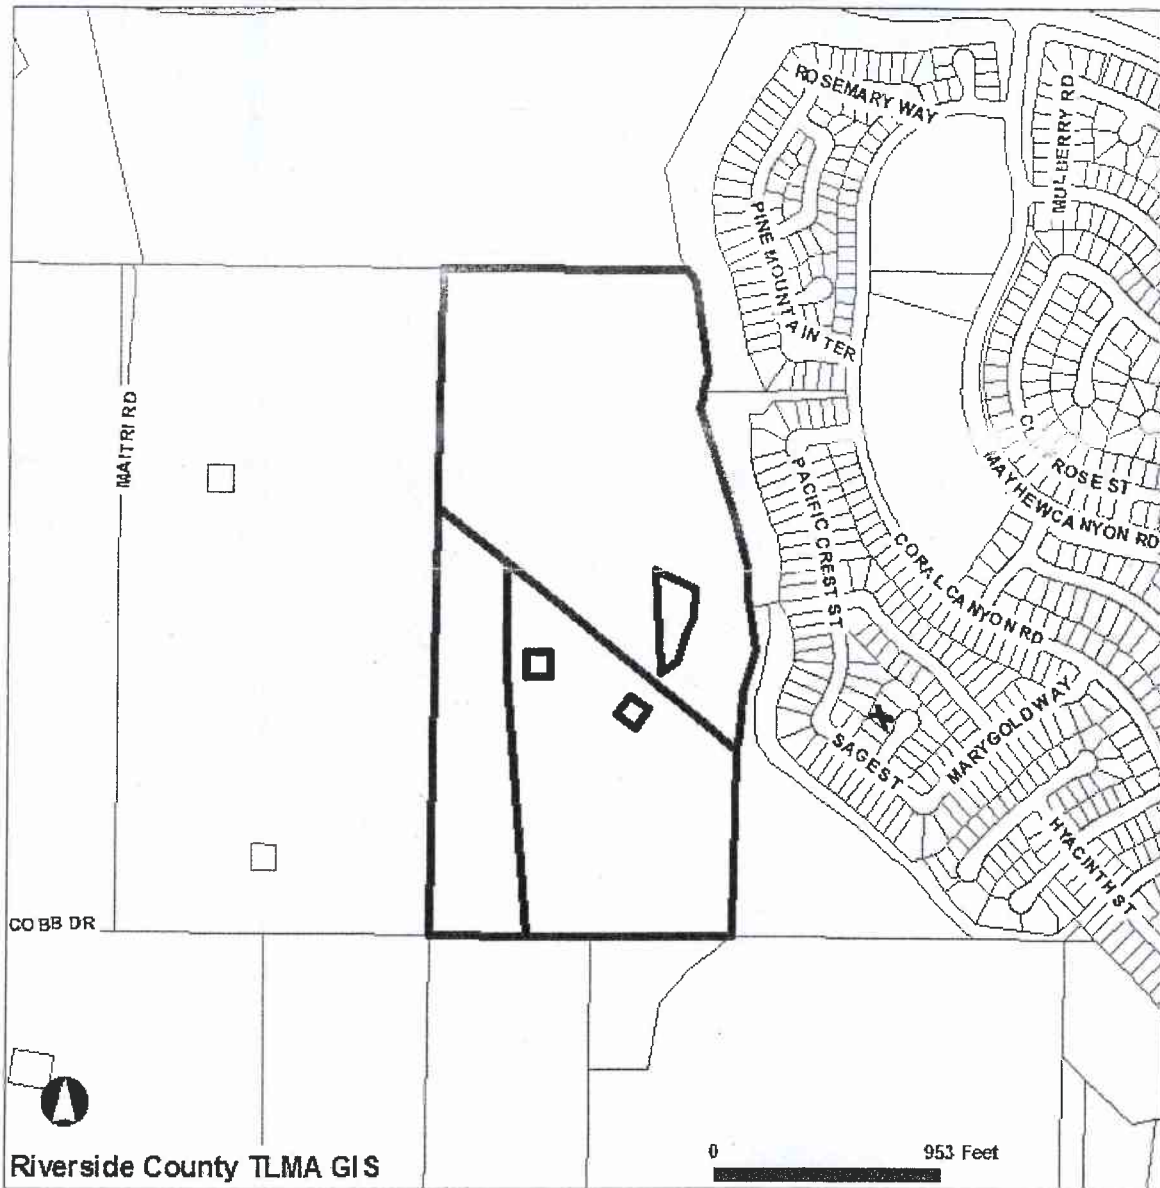 ROSEMARY WAY
MULBERRY RD
PINE MOUNTAIN TER
MAITRI RD
ROSE ST
MAYHEW CANYON RD
PACIFIC CREST ST
CORAL CANYON RD
SAGE ST
MARYGOLD WAY
HYACINTH ST
COBB DR
0 953 Feet
Riverside County TLMA GIS